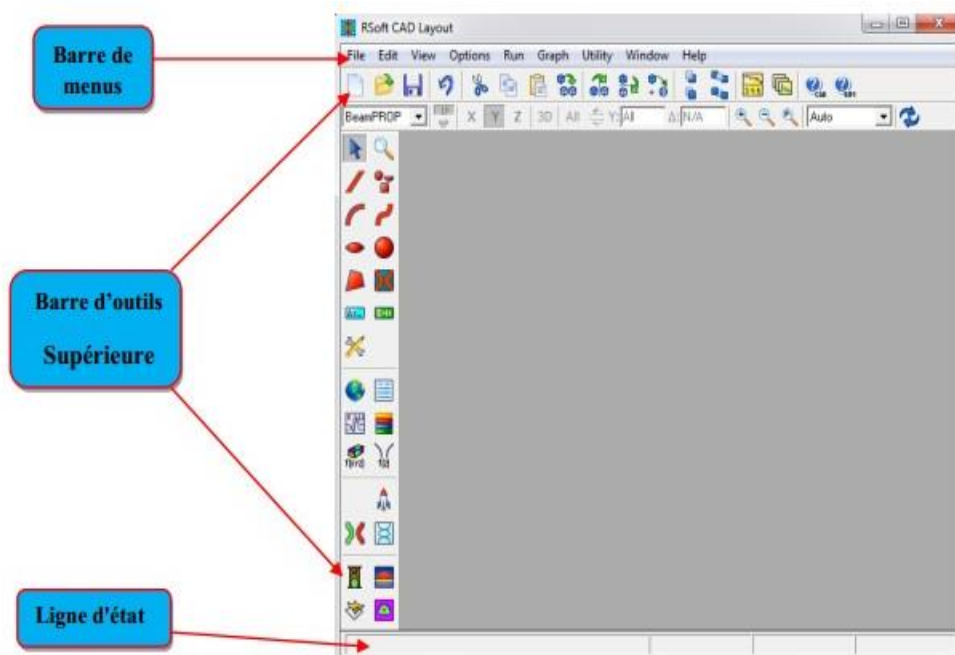 RSoft CAD Layout
Barre de
menus
File Edit View Options Run Graph Utility Window Help
BeamPROP X Y Z 3D All Y: All Δ: N/A Auto
Barre d'outils
Supérieure
Ligne d'état